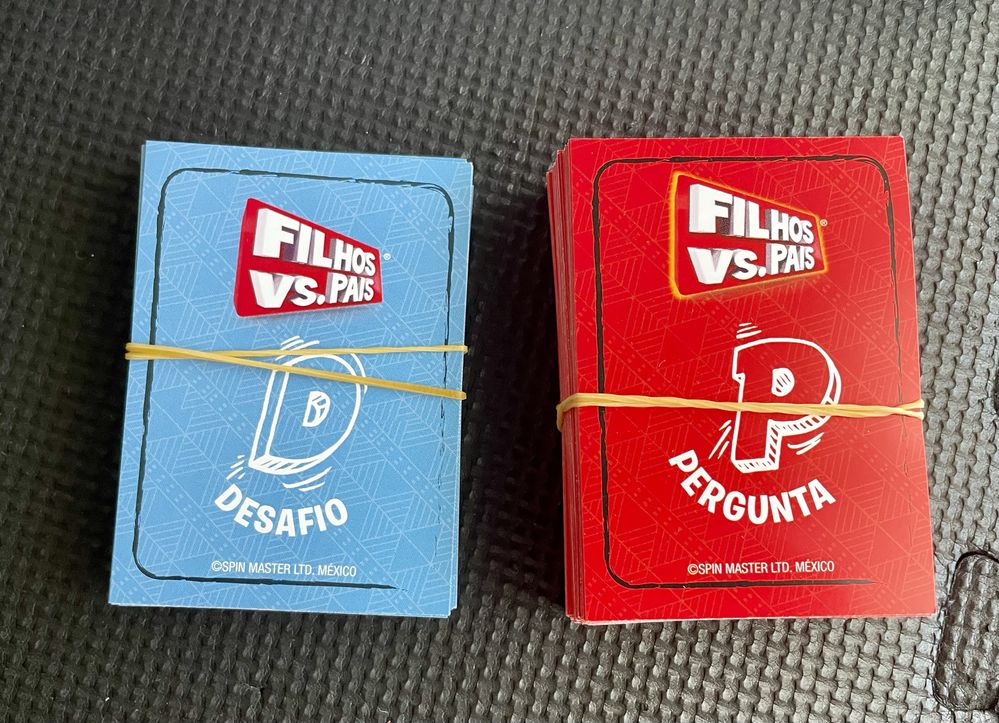 FILHOS
VS. PAIS
®
D
DESAFIO
©SPIN MASTER LTD. MÉXICO
FILHOS
VS. PAIS
®
P
PERGUNTA
©SPIN MASTER LTD. MÉXICO